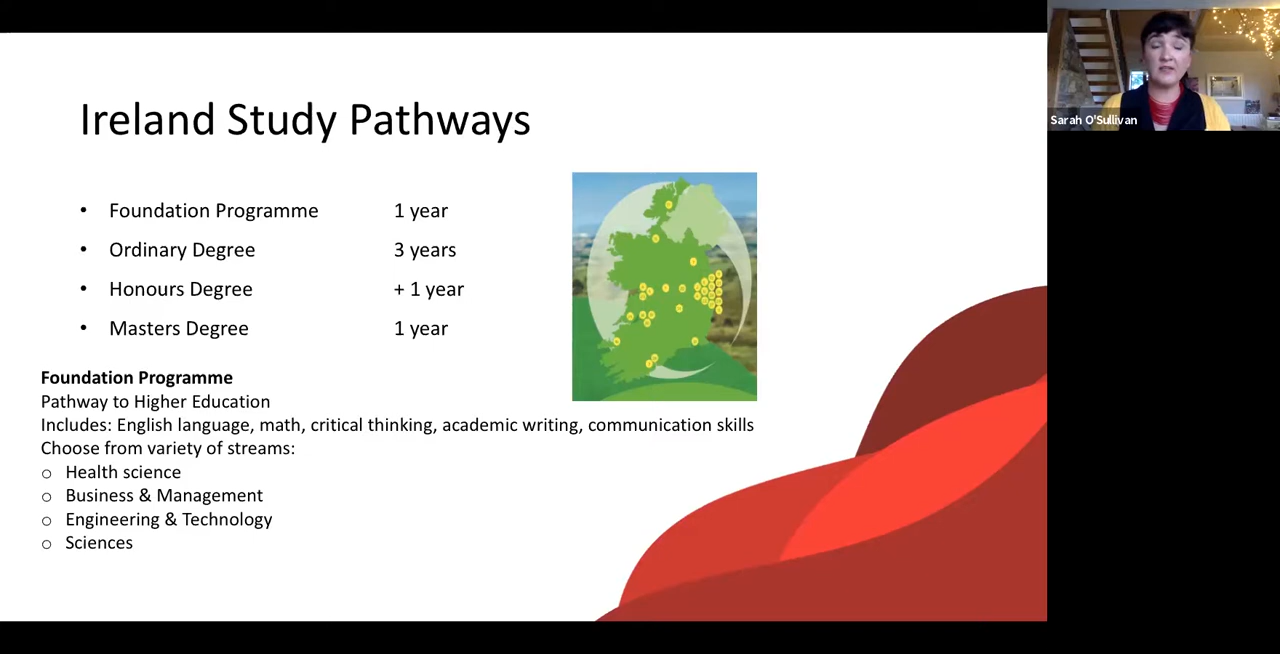 Ireland Study Pathways
• Foundation Programme 1 year
• Ordinary Degree 3 years
• Honours Degree + 1 year
• Masters Degree 1 year
Foundation Programme
Pathway to Higher Education
Includes: English language, math, critical thinking, academic writing, communication skills
Choose from variety of streams:
o Health science
o Business & Management
o Engineering & Technology
o Sciences
Sarah O'Sullivan